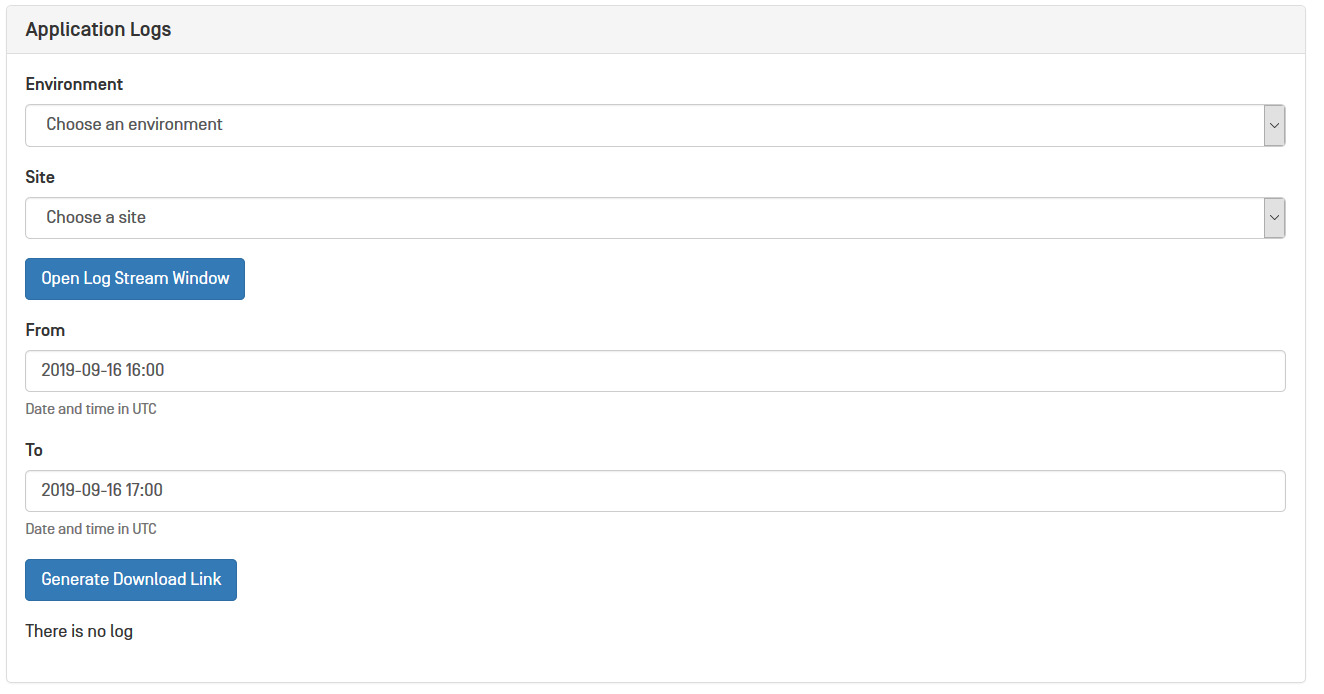 Application Logs
Environment
Choose an environment
Site
Choose a site
Open Log Stream Window
From
2019-09-16 16:00
Date and time in UTC
To
2019-09-16 17:00
Date and time in UTC
Generate Download Link
There is no log